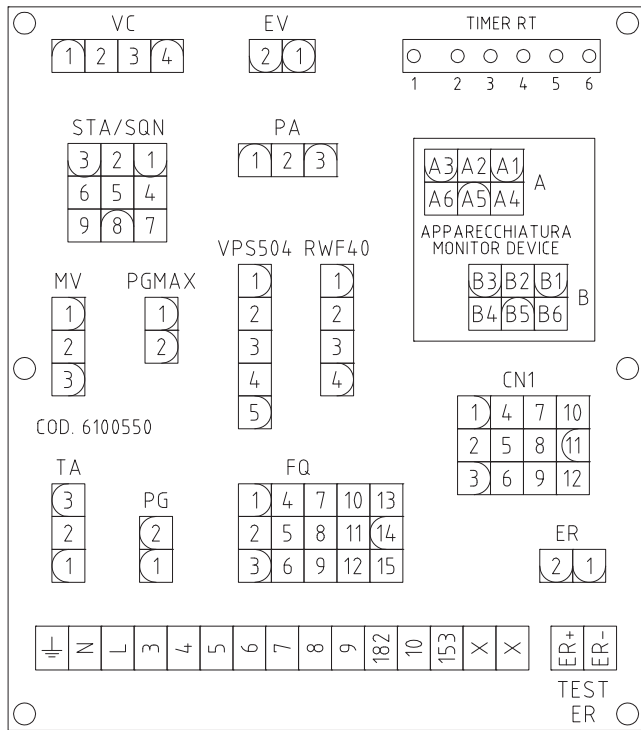 VC
1 2 3 4
EV
2 1
TIMER RT
1 2 3 4 5 6
STA/SQN
3 2 1
6 5 4
9 8 7
PA
1 2 3
A3 A2 A1
A6 A5 A4
A
APPARECCHIATURA
MONITOR DEVICE
B3 B2 B1
B4 B5 B6
B
MV
1
2
3
PGMAX
1
2
VPS504
1
2
3
4
5
RWF40
1
2
3
4
CN1
1 4 7 10
2 5 8 11
3 6 9 12
COD. 6100550
TA
3
2
1
PG
2
1
FQ
1 4 7 10 13
2 5 8 11 14
3 6 9 12 15
ER
2 1
N L 3 4 5 6 7 8 9 182 10 153 X X
ER+ ER-
TEST
ER